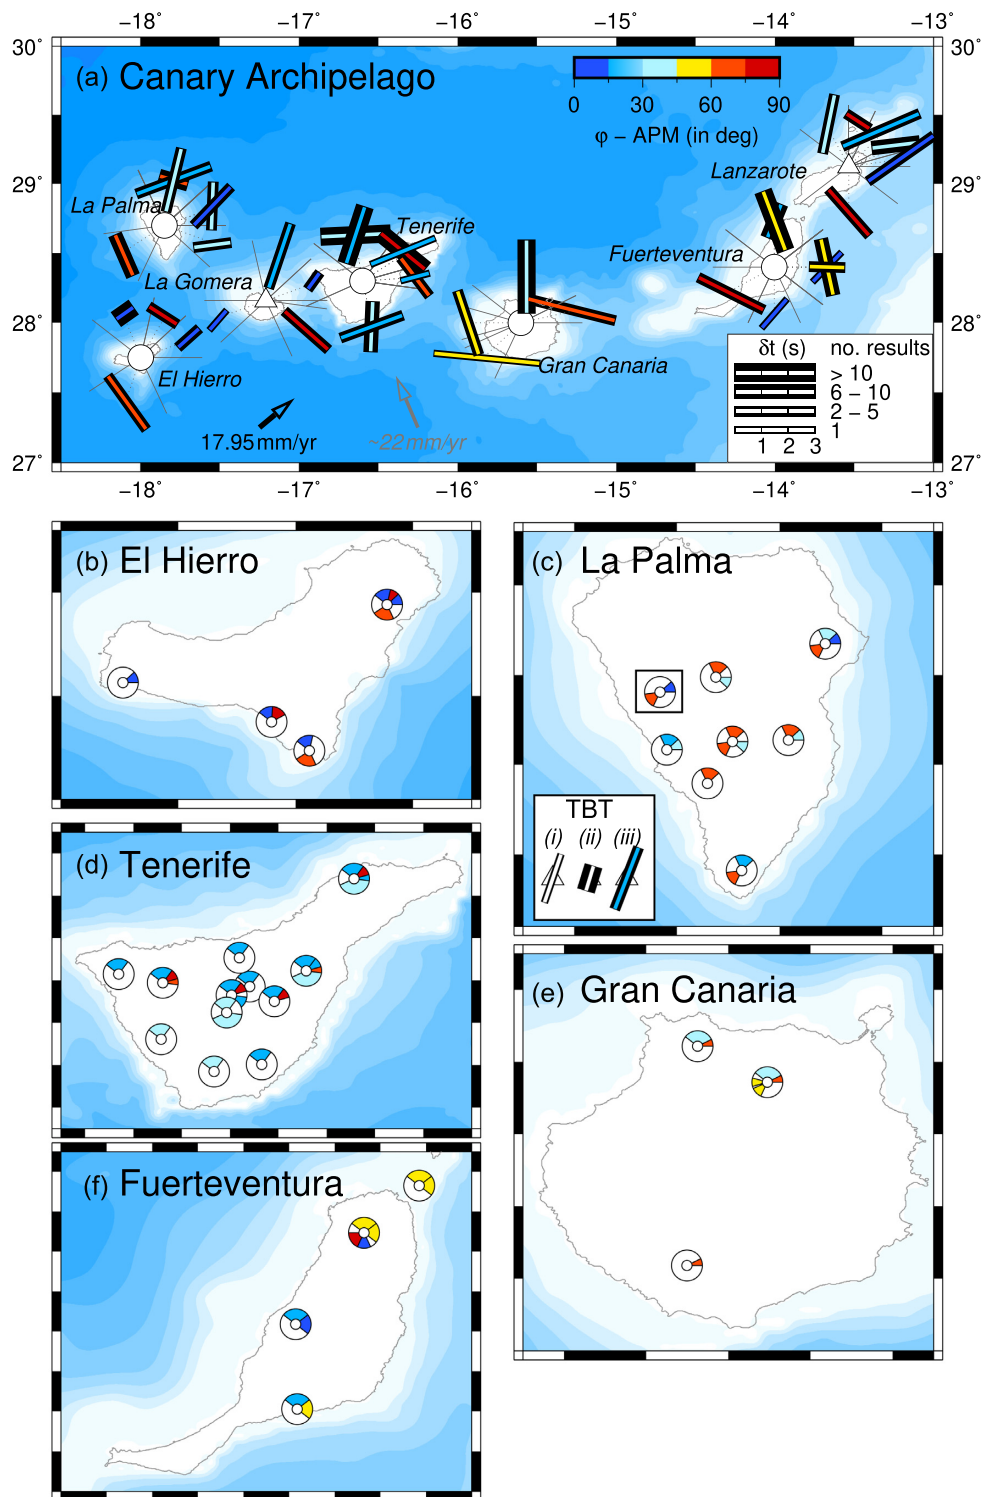 −18˚ −17˚ −16˚ −15˚ −14˚ −13˚
30˚ 30˚
(a) Canary Archipelago
0 30 60 90
φ − APM (in deg)
Lanzarote
29˚ 29˚
La Palma
Tenerife
Fuerteventura
La Gomera
28˚ 28˚
Gran Canaria
El Hierro
δt (s) no. results
> 10
6 − 10
2 − 5
1
1 2 3
17.95mm/yr ~22mm/yr
27˚ 27˚
−18˚ −17˚ −16˚ −15˚ −14˚ −13˚
(b) El Hierro
(c) La Palma
TBT
(i) (ii) (iii)
(d) Tenerife
(e) Gran Canaria
(f) Fuerteventura